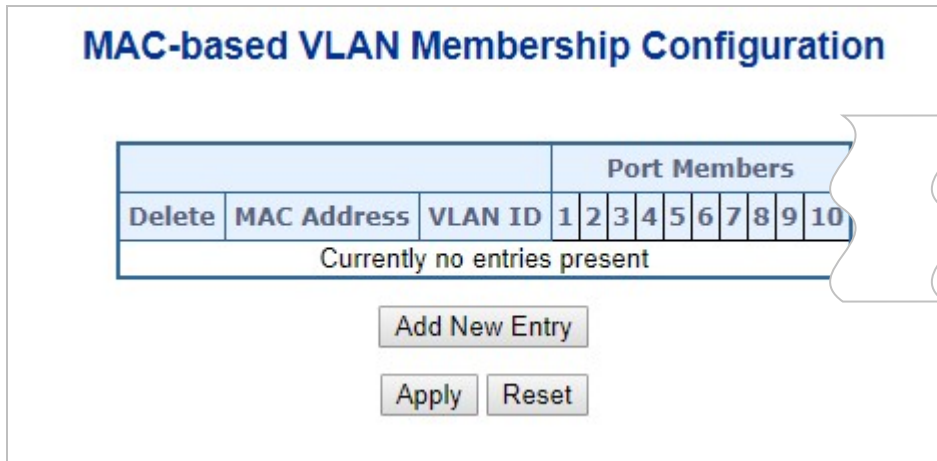 MAC-based VLAN Membership Configuration
Port Members
Delete MAC Address VLAN ID 1 2 3 4 5 6 7 8 9 10
Currently no entries present
Add New Entry
Apply Reset